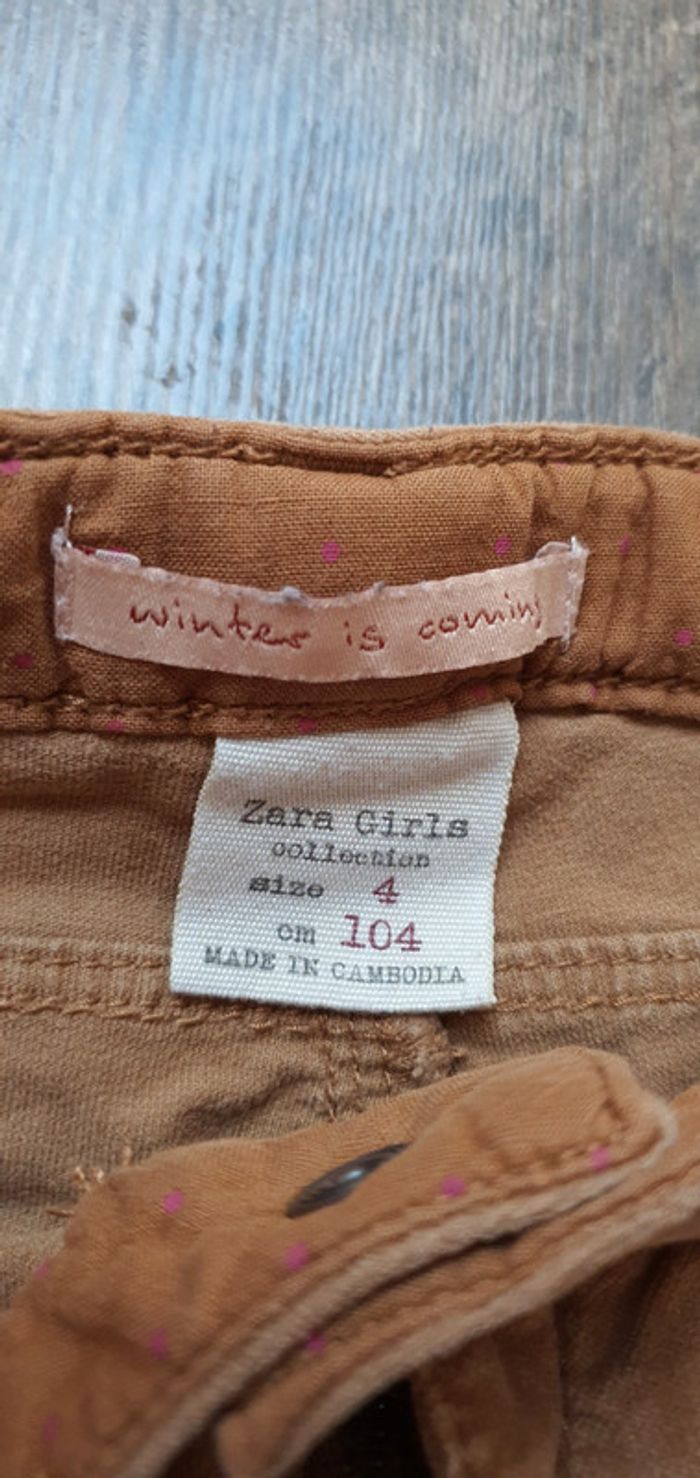 winter is coming
Zara Girls
collection
size 4
cm 104
MADE IN CAMBODIA